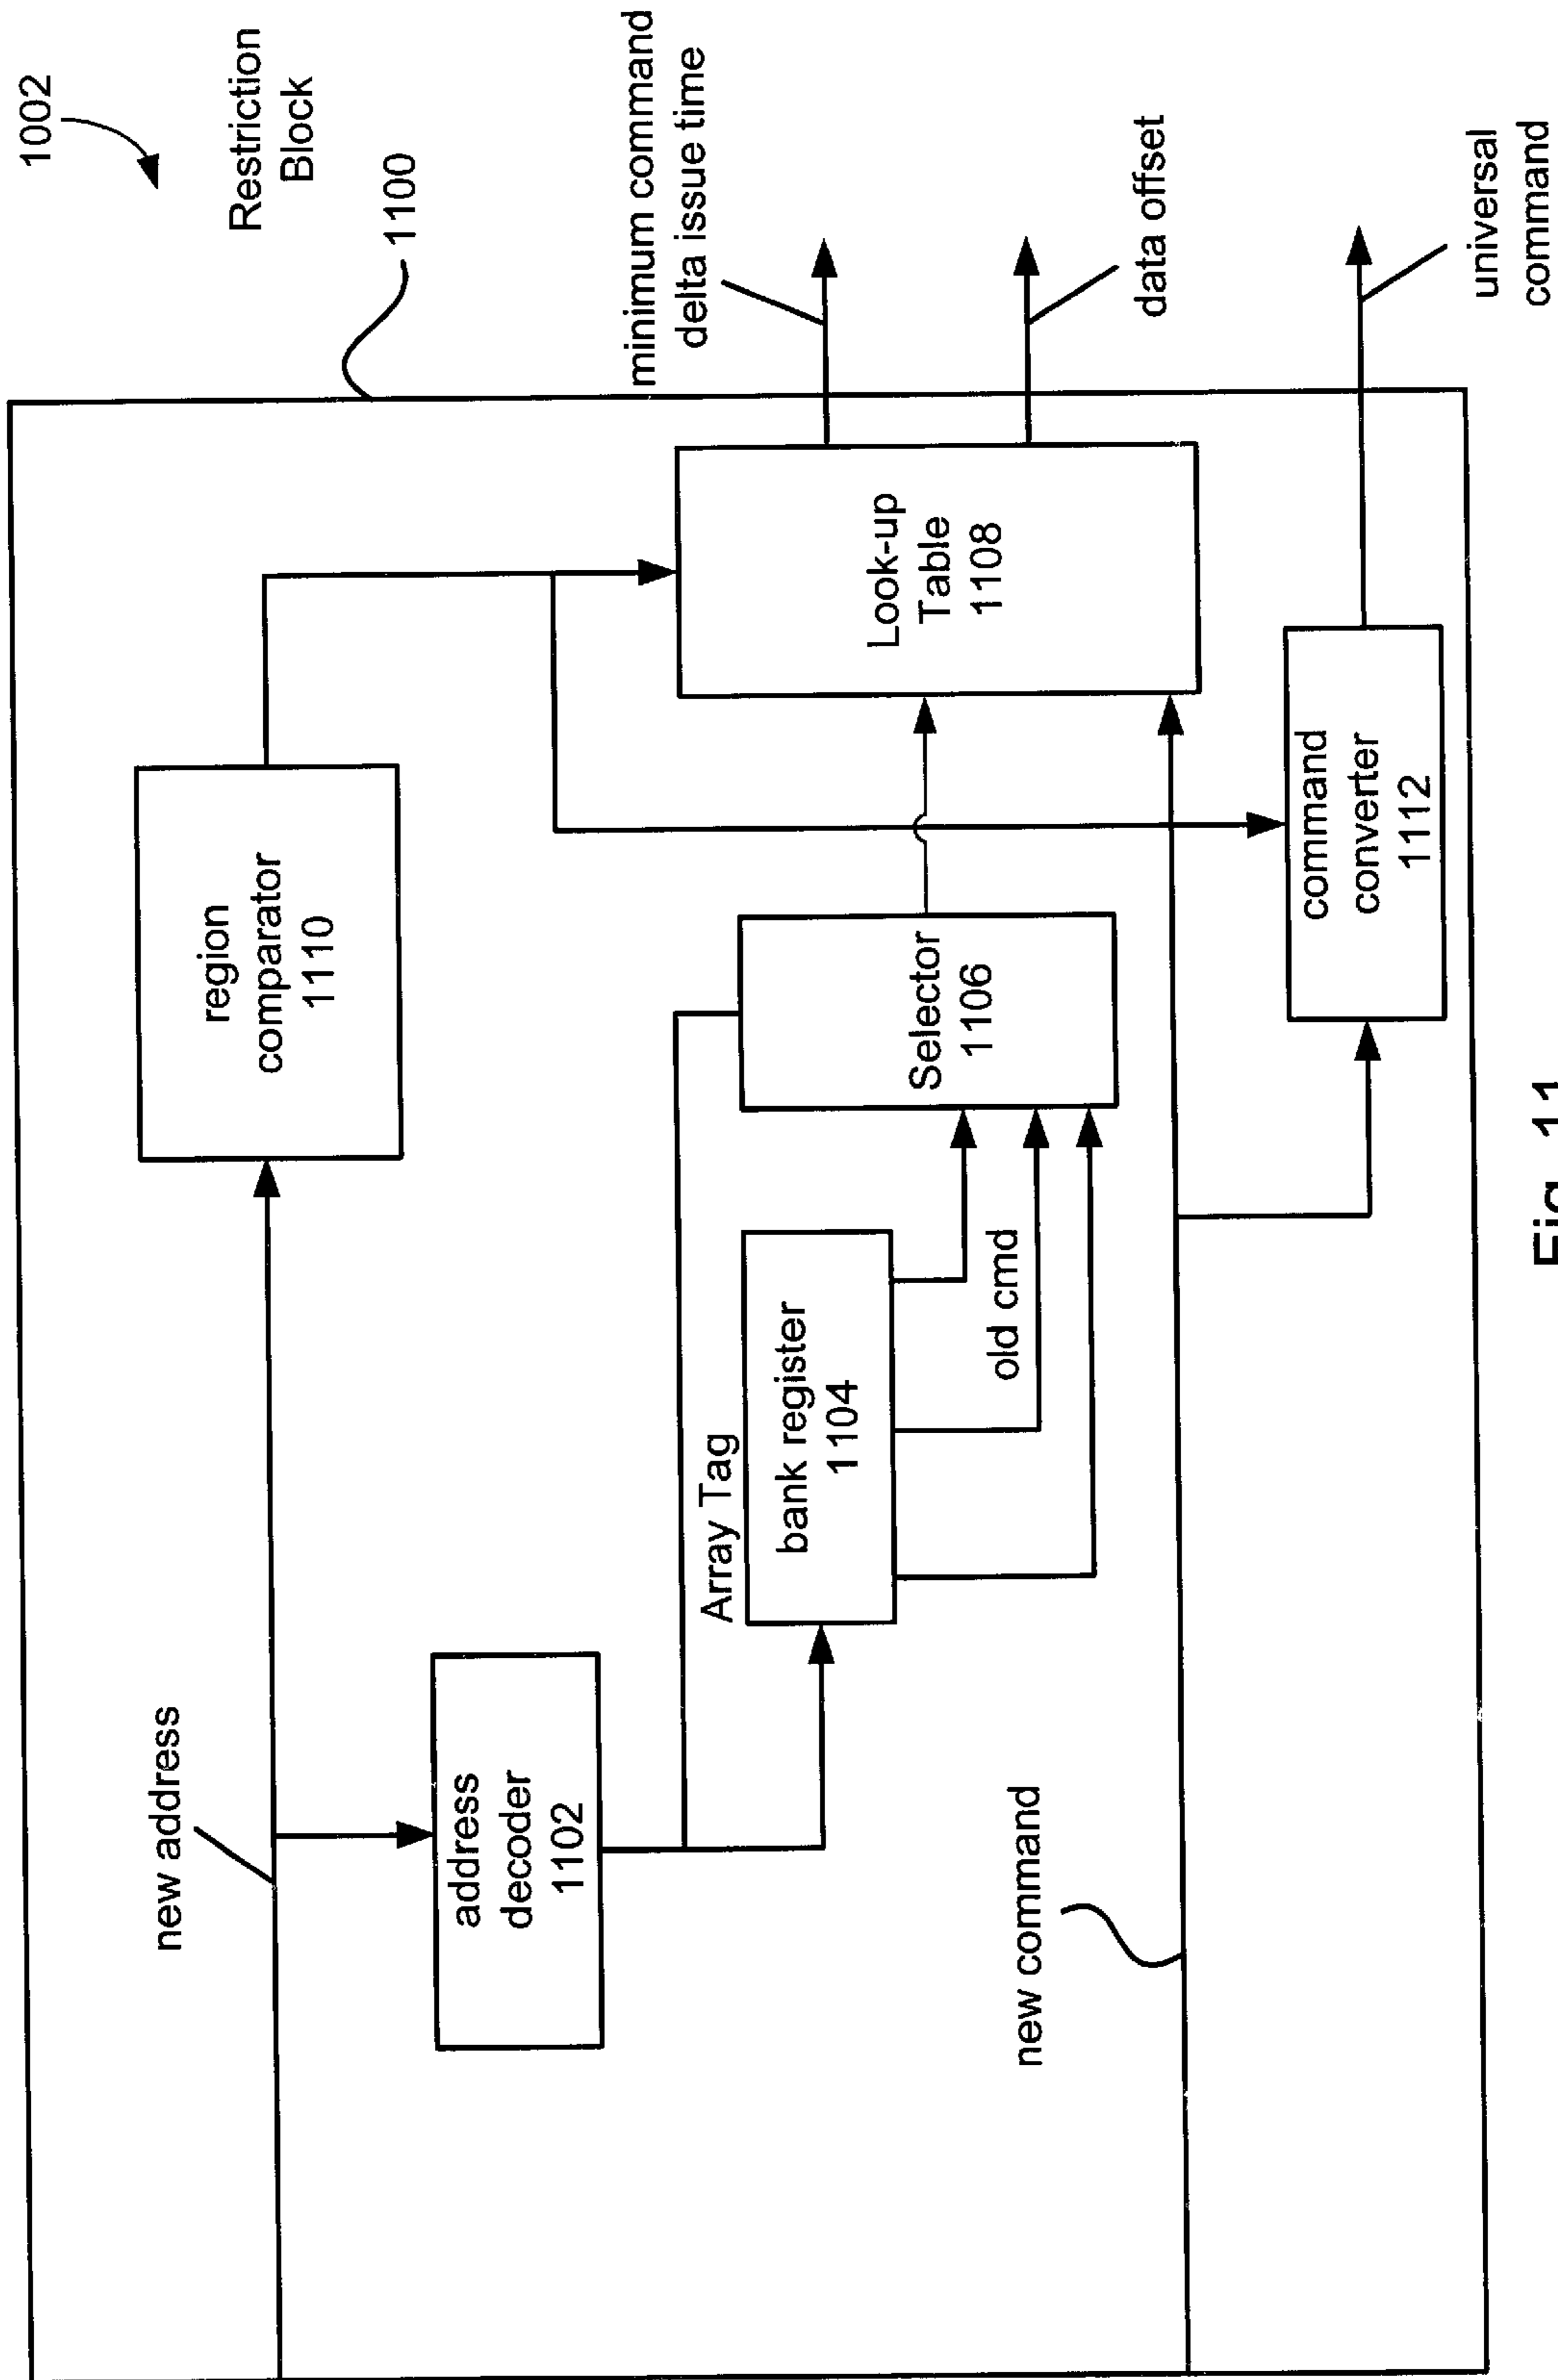 1002
Restriction
Block
1100
new address
region
comparator
1110
address
decoder
1102
Array Tag
bank register
1104
old cmd
Selector
1106
Look-up
Table
1108
minimum command
delta issue time
data offset
new command
command
converter
1112
universal
command